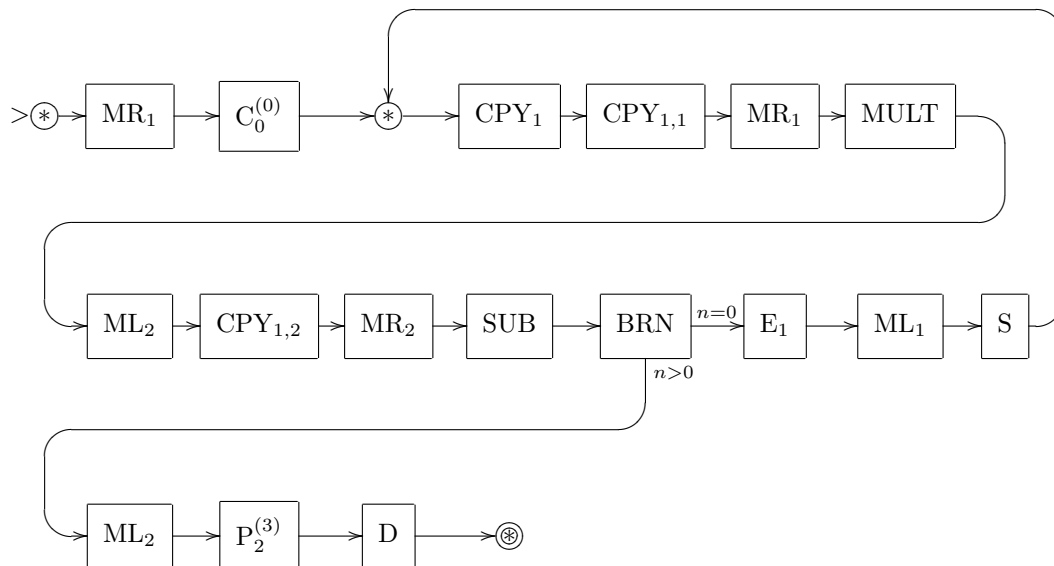 >⊛ MR₁ C₀⁽⁰⁾ * CPY₁ CPY₁,₁ MR₁ MULT
ML₂ CPY₁,₂ MR₂ SUB BRN n=0 E₁ ML₁ S
n>0
ML₂ P₂⁽³⁾ D ⊛